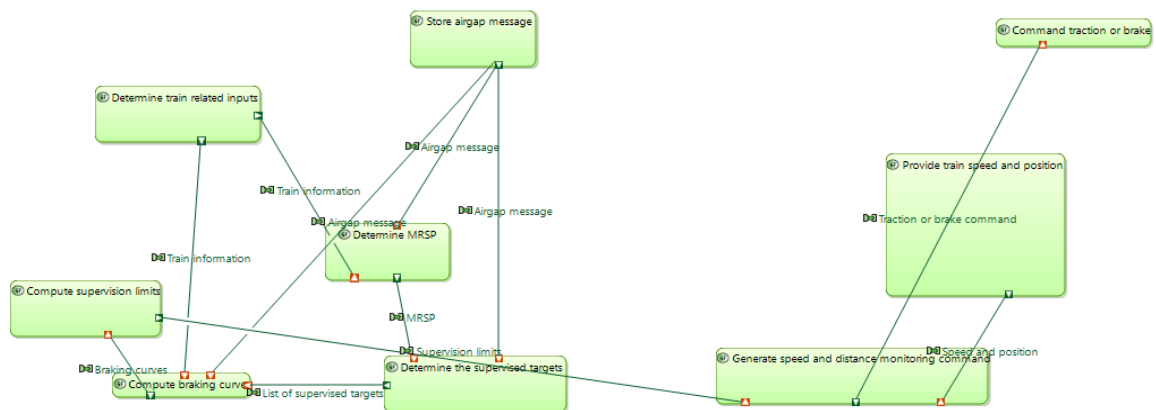 Store airgap message
Command traction or brake
Determine train related inputs
Airgap message
Provide train speed and position
Train information
Airgap message
Airgap message
Traction or brake command
Determine MRSP
Train information
Compute supervision limits
MRSP
Supervision limits
Speed and position
Generate speed and distance monitoring command
Determine the supervised targets
Braking curves
Compute braking curve
List of supervised targets